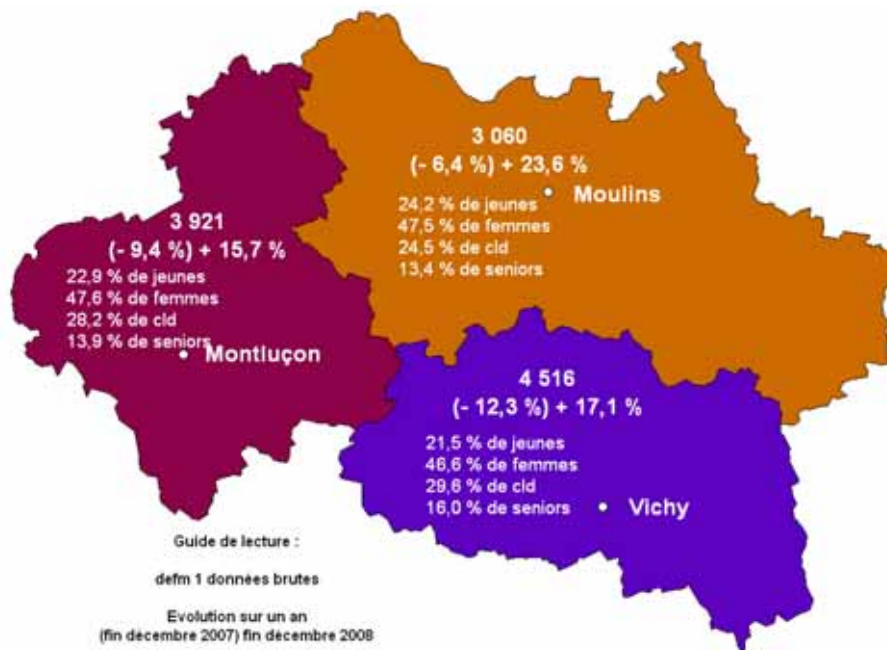 3 060
(- 6,4 %) + 23,6 %
Moulins
24,2 % de jeunes
47,5 % de femmes
24,5 % de cld
13,4 % de seniors
3 921
(- 9,4 %) + 15,7 %
22,9 % de jeunes
47,6 % de femmes
28,2 % de cld
13,9 % de seniors
Montluçon
4 516
(- 12,3 %) + 17,1 %
21,5 % de jeunes
46,6 % de femmes
29,6 % de cld
16,0 % de seniors
Vichy
Guide de lecture :
defm 1 données brutes
Evolution sur un an
(fin décembre 2007) fin décembre 2008